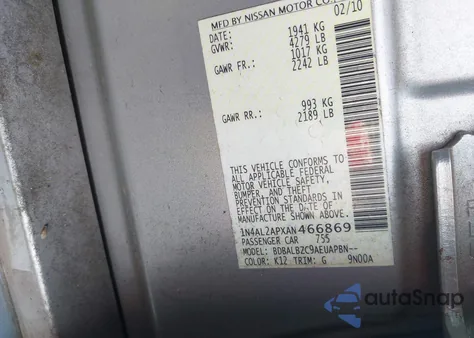 MFD BY NISSAN MOTOR CO.
DATE: 02/10
GVWR: 1941 KG
4279 LB
GAWR FR.: 1017 KG
2242 LB
GAWR RR.: 993 KG
2189 LB
THIS VEHICLE CONFORMS TO
ALL APPLICABLE FEDERAL
MOTOR VEHICLE SAFETY,
BUMPER, AND THEFT
PREVENTION STANDARDS IN
EFFECT ON THE DATE OF
MANUFACTURE SHOWN ABOVE.
1N4AL2APXAN466869
PASSENGER CAR 755
MODEL: BDBALBZC9AEUAPBN--
COLOR: K12 TRIM: G 9N00A
autoSnap